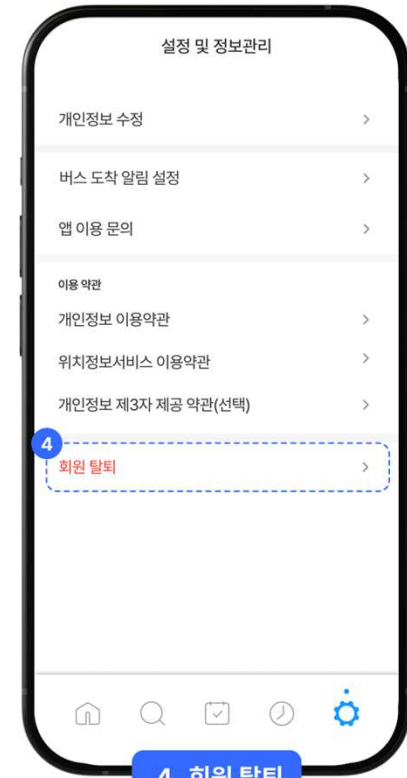 설정 및 정보관리
개인정보 수정
버스 도착 알림 설정
앱 이용 문의
이용 약관
개인정보 이용약관
위치정보서비스 이용약관
개인정보 제3자 제공 약관(선택)
4
회원 탈퇴
4 회원 탈퇴